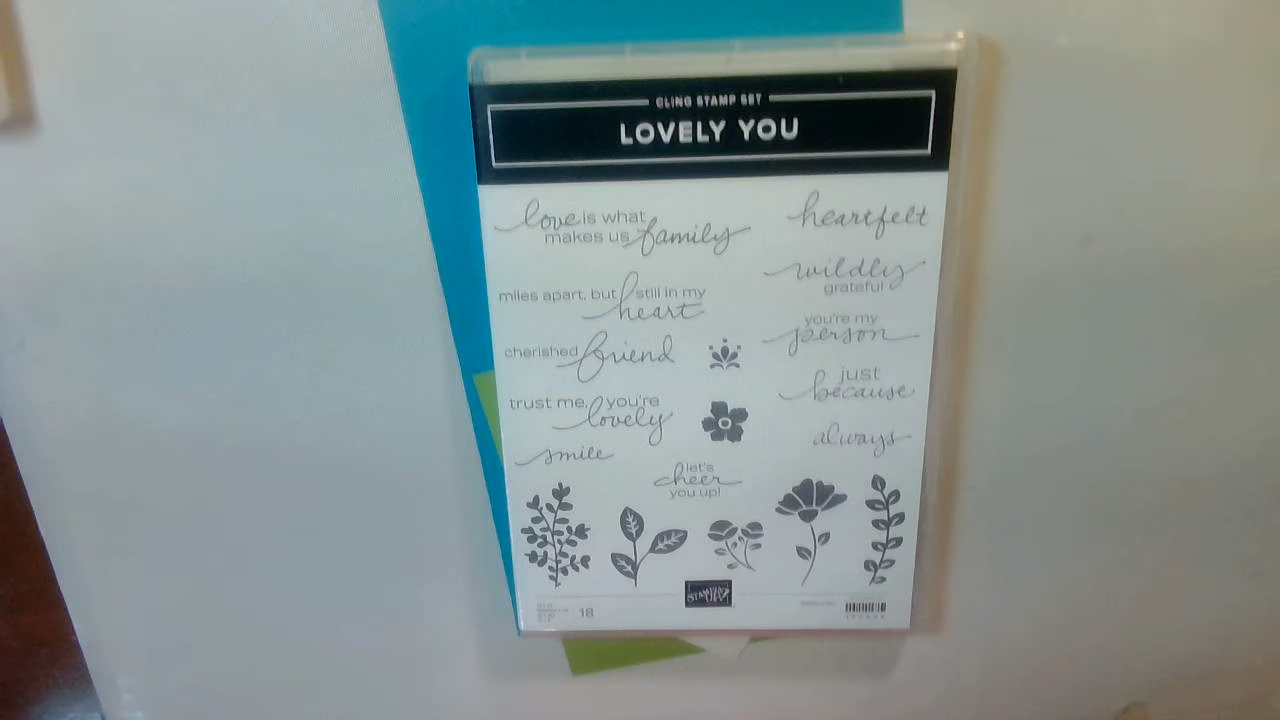 CLING STAMP SET
LOVELY YOU
love is what
makes us family
heartfelt
wildly
grateful
miles apart, but still in my
heart
you're my
person
cherished friend
just
because
trust me, you're
lovely
always
smile
let's
cheer
you up!
STAMPIN' UP!
18